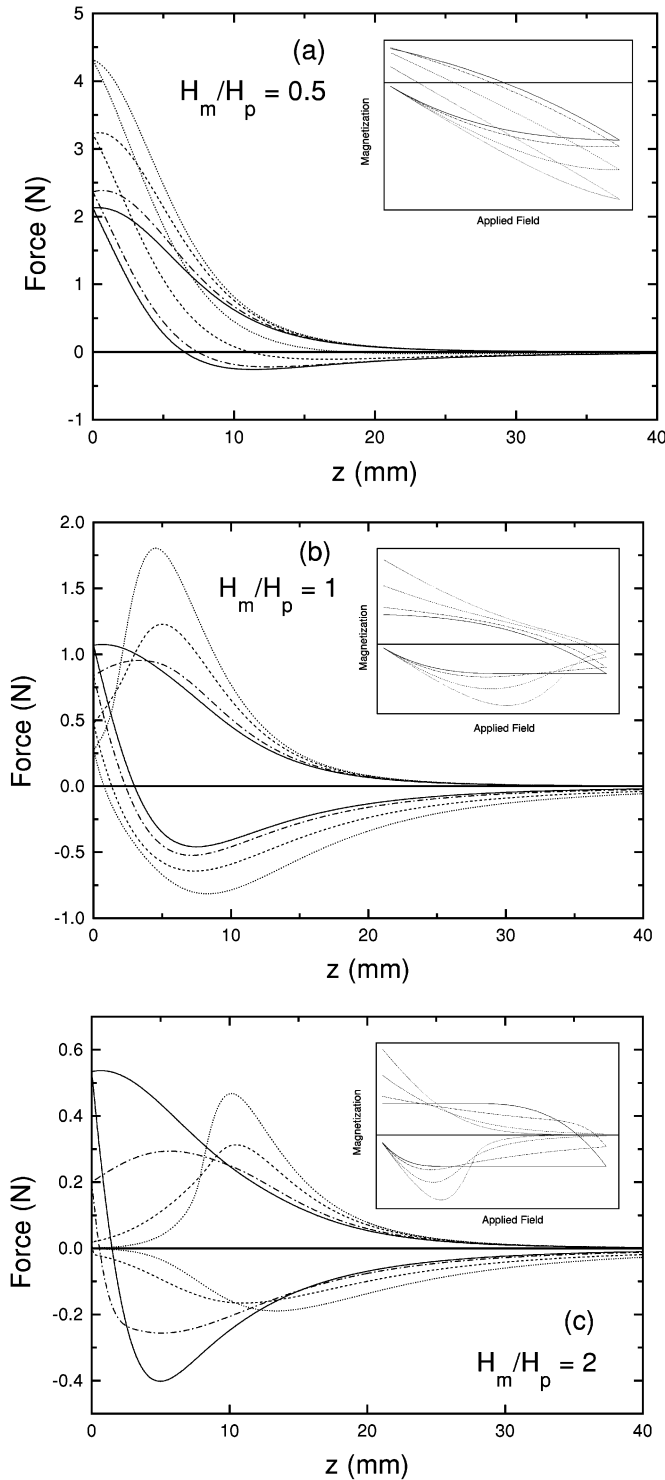 5
4
3
2
1
0
-1
Force (N)
(a)
H_m/H_p = 0.5
Magnetization
Applied Field
0 10 20 30 40
z (mm)
2.0
1.5
1.0
0.5
0.0
-0.5
-1.0
Force (N)
(b)
H_m/H_p = 1
Magnetization
Applied Field
0 10 20 30 40
z (mm)
0.6
0.4
0.2
0.0
-0.2
-0.4
Force (N)
Magnetization
Applied Field
(c)
H_m/H_p = 2
0 10 20 30 40
z (mm)